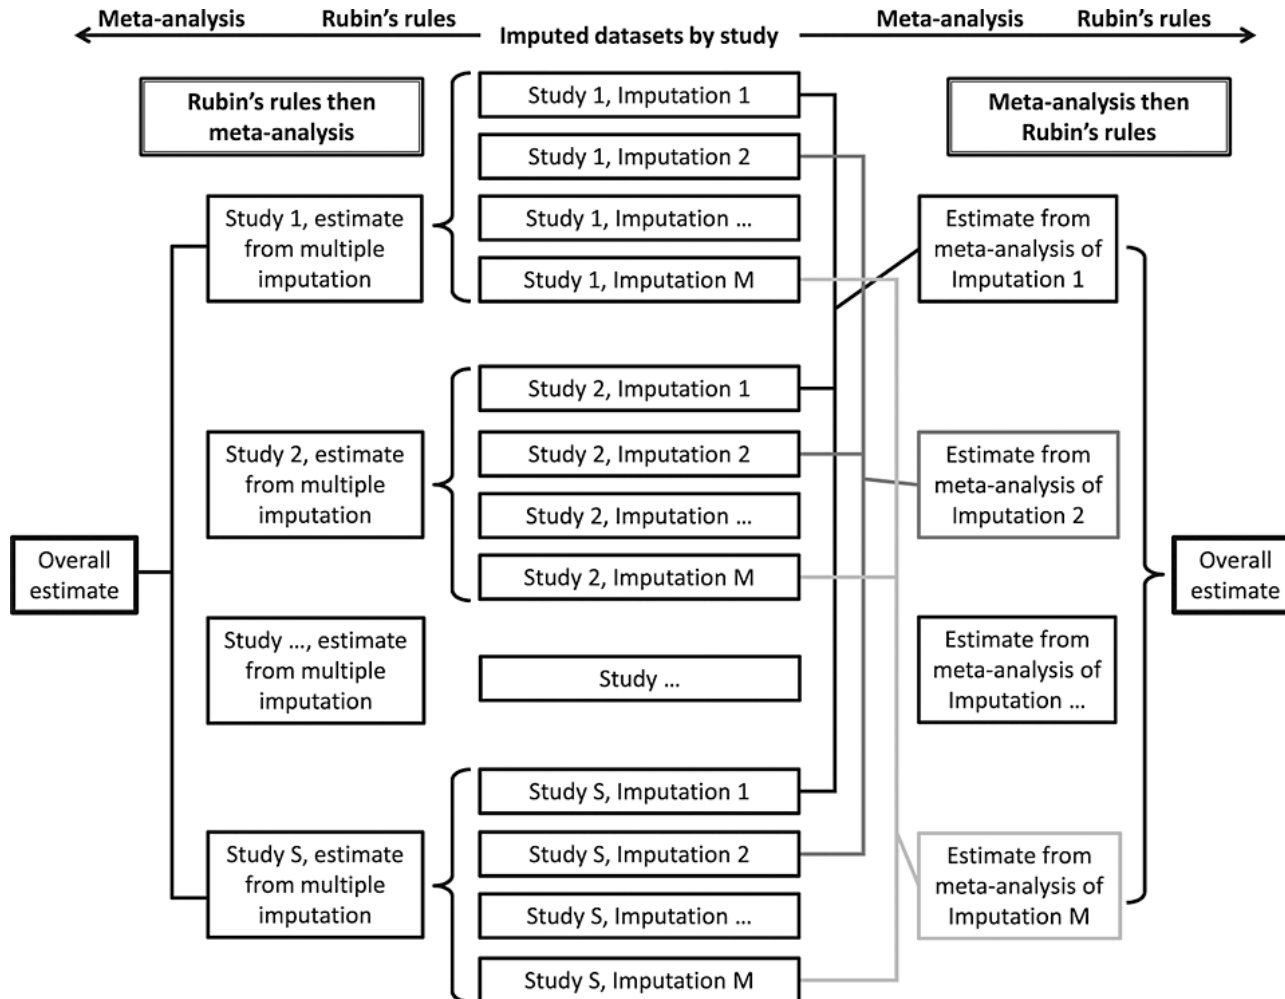 Meta-analysis Rubin's rules Imputed datasets by study Meta-analysis Rubin's rules
Rubin's rules then
meta-analysis
Study 1, estimate
from multiple
imputation
Study 2, estimate
from multiple
imputation
Overall
estimate
Study ..., estimate
from multiple
imputation
Study S, estimate
from multiple
imputation
Study 1, Imputation 1
Study 1, Imputation 2
Study 1, Imputation ...
Study 1, Imputation M
Study 2, Imputation 1
Study 2, Imputation 2
Study 2, Imputation ...
Study 2, Imputation M
Study ...
Study S, Imputation 1
Study S, Imputation 2
Study S, Imputation ...
Study S, Imputation M
Meta-analysis then
Rubin's rules
Estimate from
meta-analysis of
Imputation 1
Estimate from
meta-analysis of
Imputation 2
Estimate from
meta-analysis of
Imputation ...
Estimate from
meta-analysis of
Imputation M
Overall
estimate